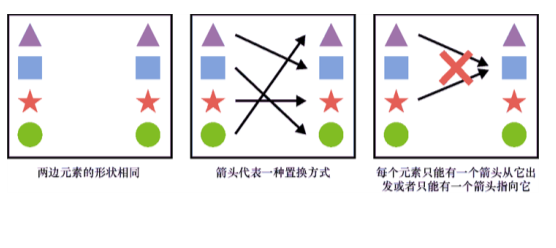 两边元素的形状相同
箭头代表一种置换方式
每个元素只能有一个箭头从它出
发或者只能有一个箭头指向它